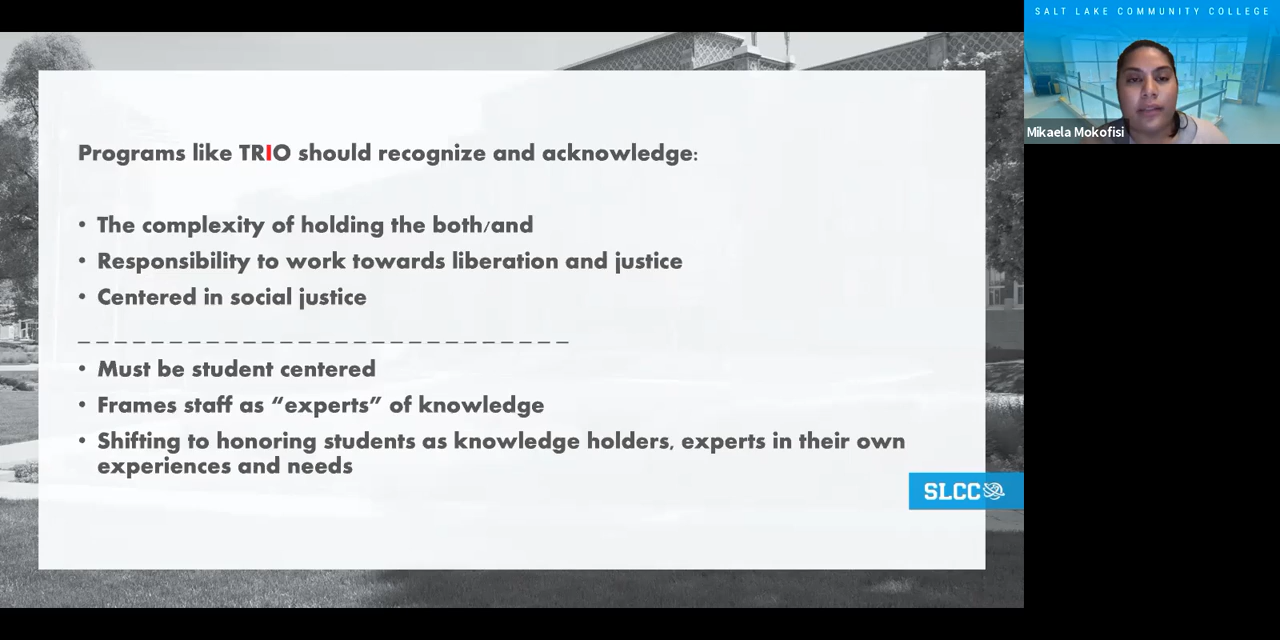 SALT LAKE COMMUNITY COLLEGE
Mikaela Mokofisi
Programs like TRIO should recognize and acknowledge:
• The complexity of holding the both/and
• Responsibility to work towards liberation and justice
• Centered in social justice
_ _ _ _ _ _ _ _ _ _ _ _ _ _ _ _ _ _ _ _ _ _ _ _ _ _ _
• Must be student centered
• Frames staff as “experts” of knowledge
• Shifting to honoring students as knowledge holders, experts in their own
experiences and needs
SLCC